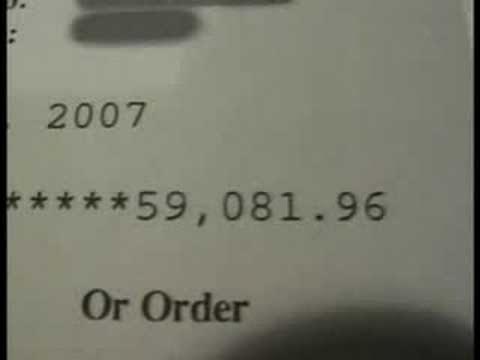 :
2007
*****59,081.96
Or Order